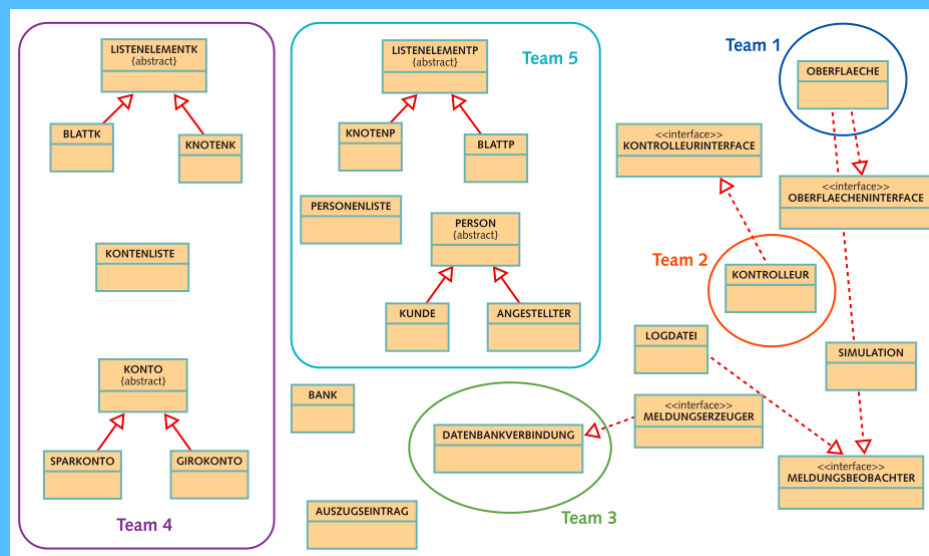 LISTENELEMENTK
{abstract}
BLATTK
KNOTENK
KONTENLISTE
KONTO
{abstract}
SPARKONTO
GIROKONTO
Team 4
LISTENELEMENTP
{abstract}
Team 5
KNOTENP
BLATTP
PERSONENLISTE
PERSON
{abstract}
KUNDE
ANGESTELLTER
BANK
DATENBANKVERBINDUNG
Team 3
AUSZUGSEINTRAG
Team 1
OBERFLAECHE
<<interface>>
KONTROLLEURINTERFACE
<<interface>>
OBERFLAECHENINTERFACE
Team 2
KONTROLLEUR
LOGDATEI
SIMULATION
<<interface>>
MELDUNGSERZEUGER
<<interface>>
MELDUNGSBEOBACHTER